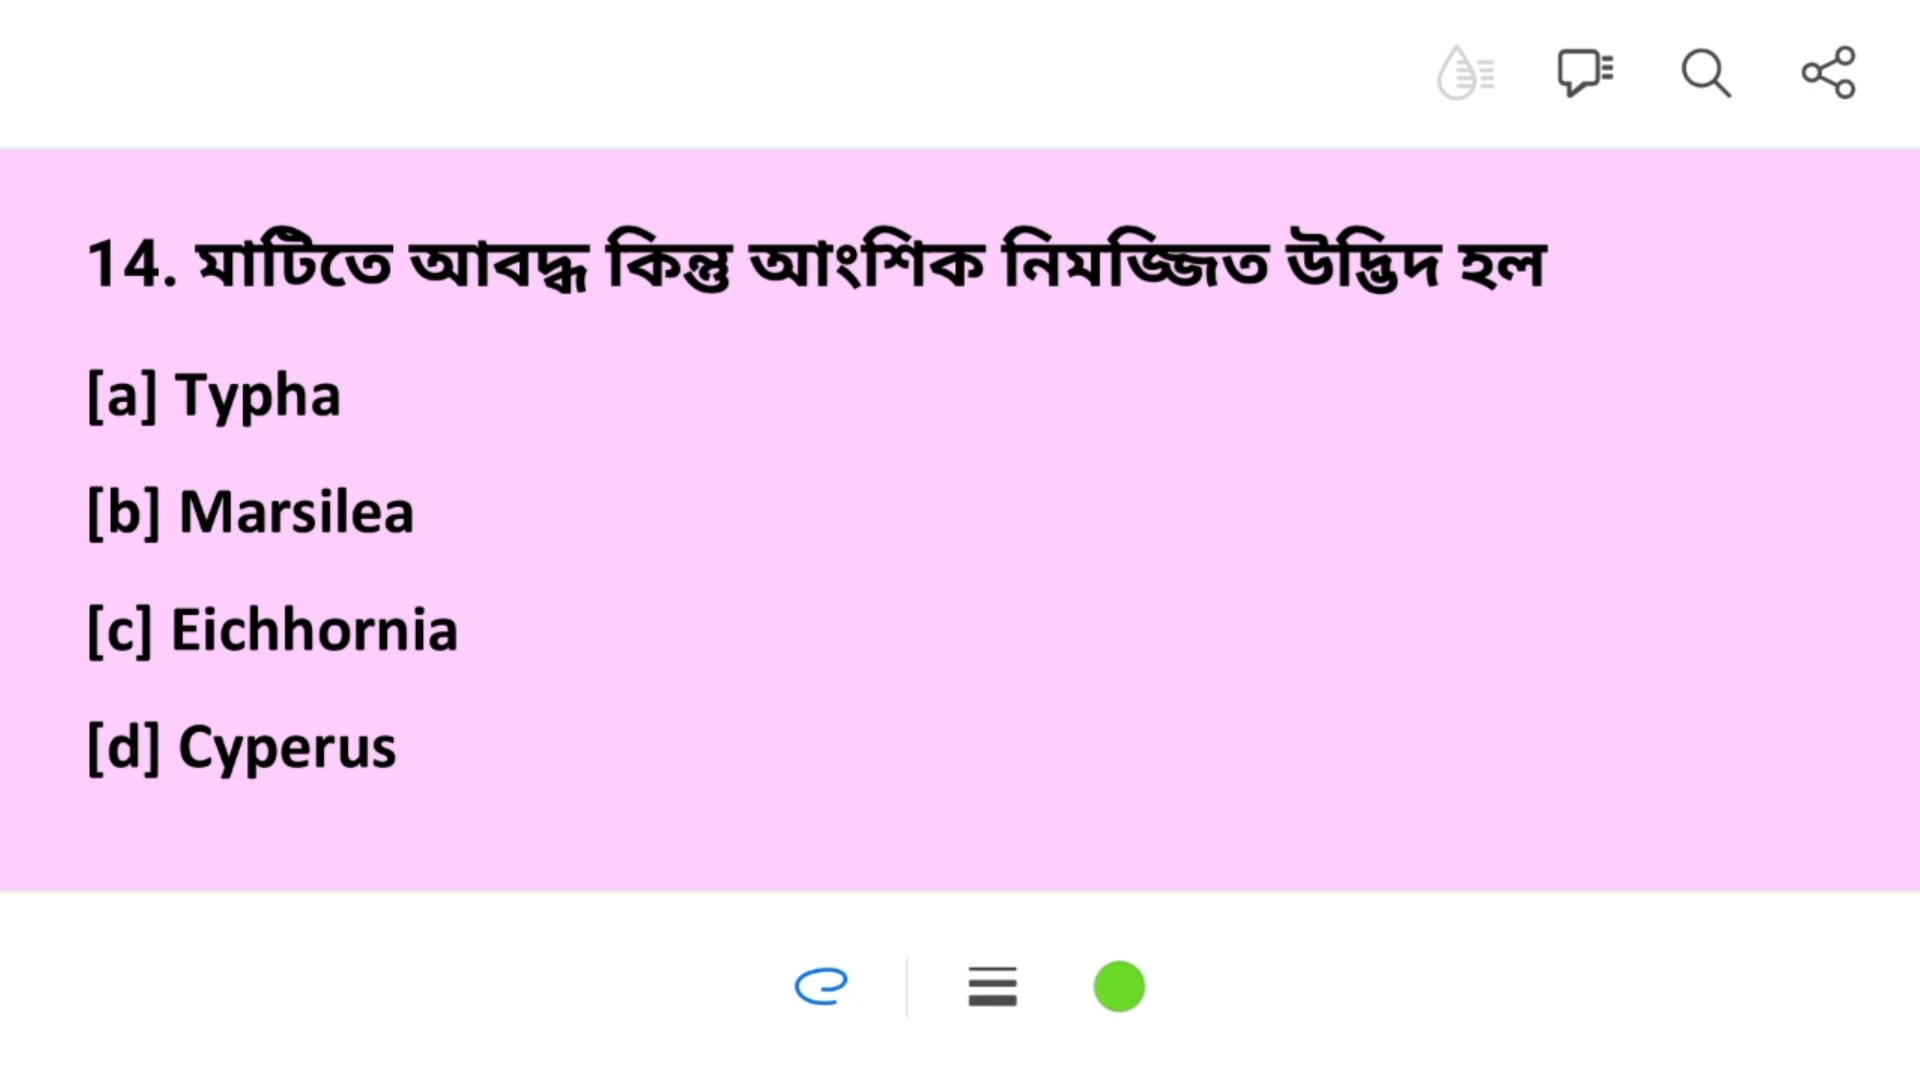 14. মাটিতে আবদ্ধ কিন্তু আংশিক নিমজ্জিত উদ্ভিদ হল
[a] Typha
[b] Marsilea
[c] Eichhornia
[d] Cyperus